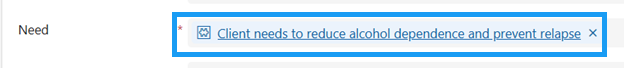 Need * Client needs to reduce alcohol dependence and prevent relapse ×